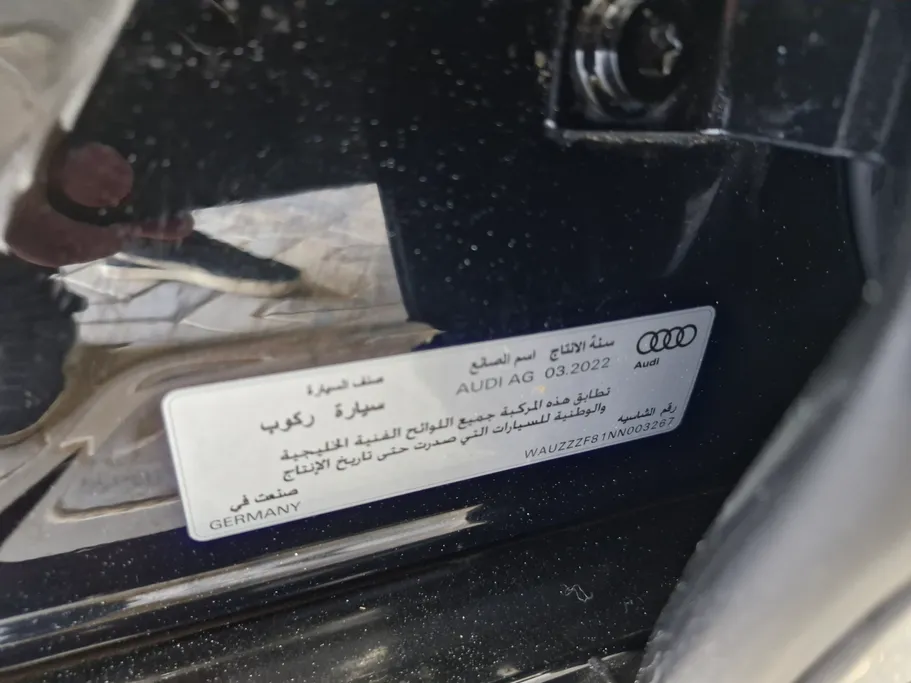 Audi
سنة الانتاج اسم الصانع صنف السيارة
AUDI AG 03.2022
سيارة ركوب
تطابق هذه المركبة جميع اللوائح الفنية الخليجية
والوطنية للسيارات التي صدرت حتى تاريخ الإنتاج
رقم الشاسيه
WAUZZZF81NN003267
صنعت في
GERMANY